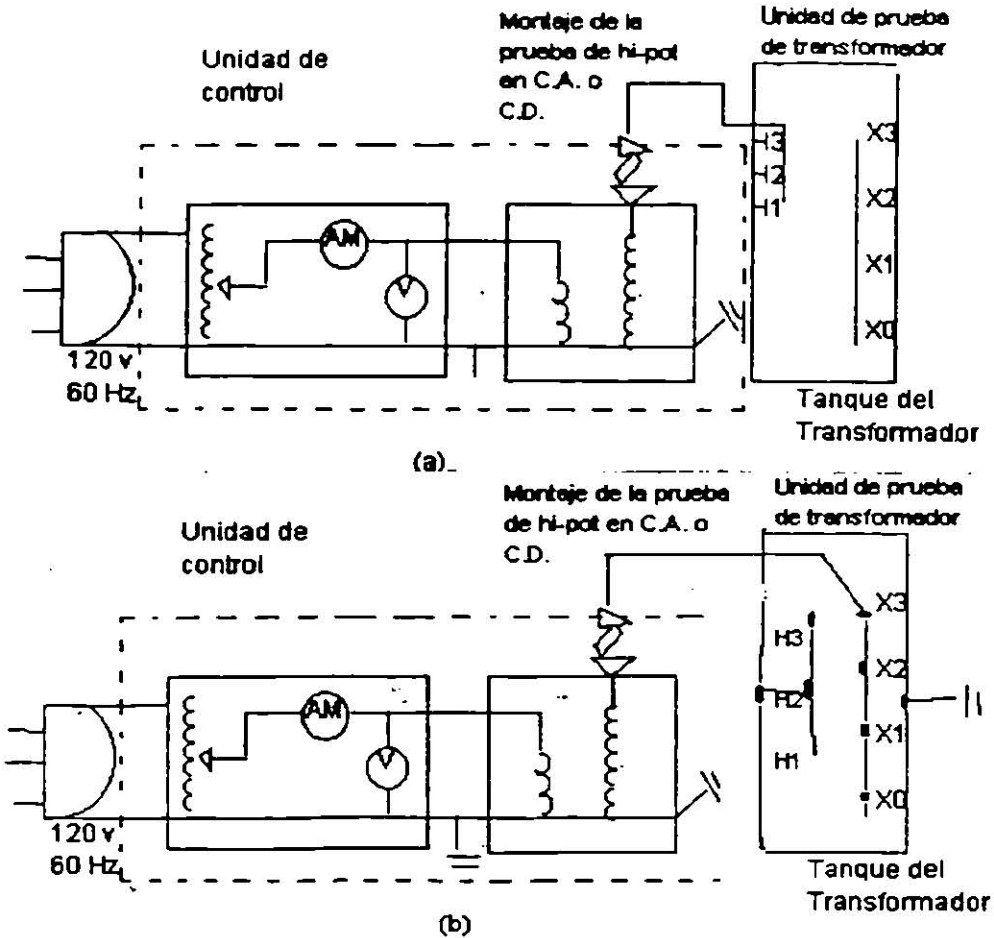 Unidad de
control
Montaje de la
prueba de hi-pot
en C.A. o
C.D.
Unidad de prueba
de transformador
H3
H2
H1
X3
X2
X1
X0
AM
120 v
60 Hz
Tanque del
Transformador
(a)
Unidad de
control
Montaje de la prueba
de hi-pot en C.A. o
C.D.
Unidad de prueba
de transformador
H3
H2
H1
X3
X2
X1
X0
AM
120 v
60 Hz
Tanque del
Transformador
(b)